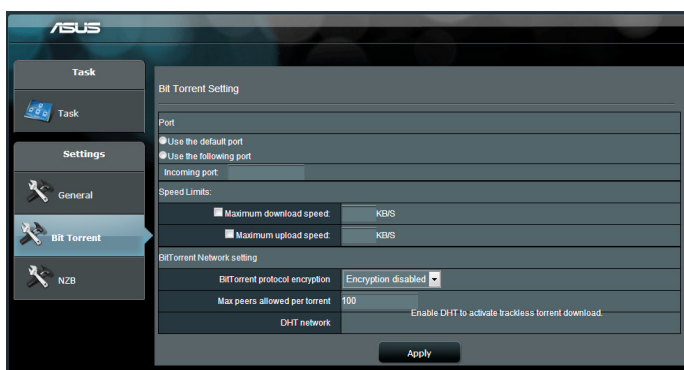 ASUS
Task
Task
Settings
General
Bit Torrent
NZB
Bit Torrent Setting
Port
Use the default port
Use the following port
Incoming port:
Speed Limits:
Maximum download speed: KB/S
Maximum upload speed: KB/S
BitTorrent Network setting
BitTorrent protocol encryption Encryption disabled
Max peers allowed per torrent 100
DHT network Enable DHT to activate trackless torrent download.
Apply